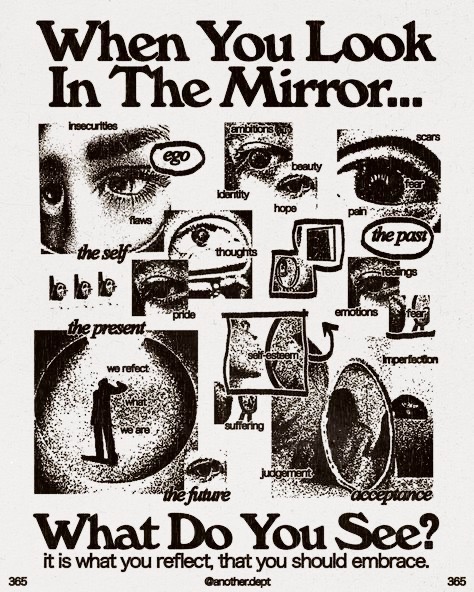 When You Look
In The Mirror...
insecurities
ambitions
scars
ego
beauty
fear
identity
hope
pain
flaws
the past
the self
thoughts
feelings
pride
emotions
fear
the present
self-esteem
imperfection
we refect
what
we are
suffering
judgement
the future
acceptance
What Do You See?
it is what you reflect, that you should embrace.
365
@another.dept
365